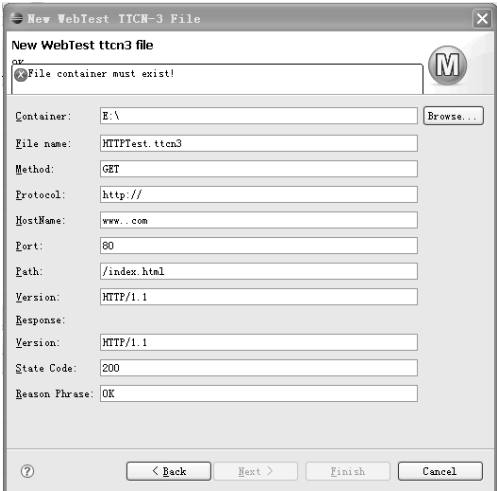 New WebTest TTCN-3 File
New WebTest ttcn3 file
OK
File container must exist!
Container: E:\ Browse...
File name: HTTPTest.ttcn3
Method: GET
Protocol: http://
HostName: www..com
Port: 80
Path: /index.html
Version: HTTP/1.1
Response:
Version: HTTP/1.1
State Code: 200
Reason Phrase: OK
? < Back Next > Finish Cancel